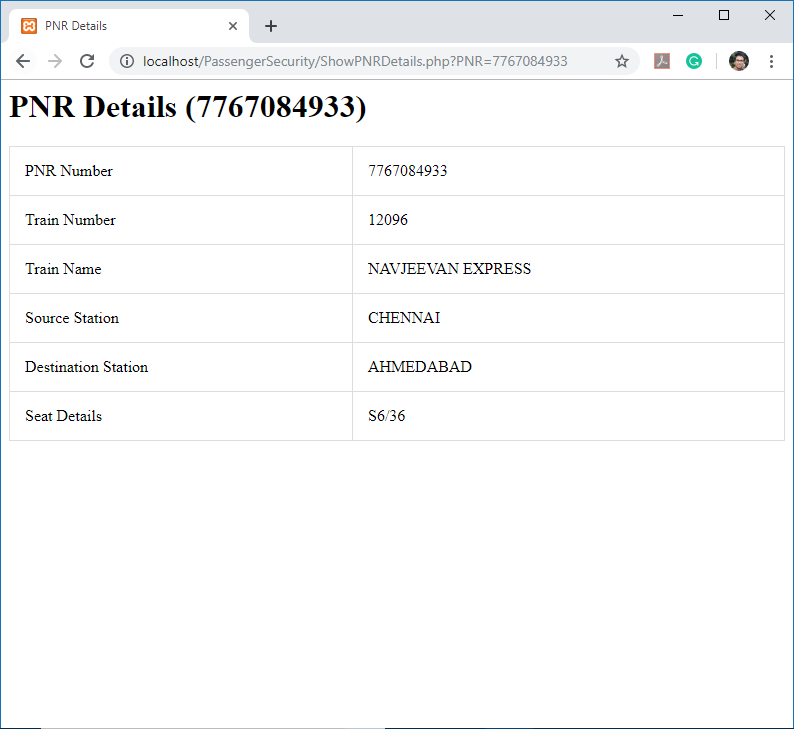 PNR Details
localhost/PassengerSecurity/ShowPNRDetails.php?PNR=7767084933
PNR Details (7767084933)
PNR Number 7767084933
Train Number 12096
Train Name NAVJEEVAN EXPRESS
Source Station CHENNAI
Destination Station AHMEDABAD
Seat Details S6/36